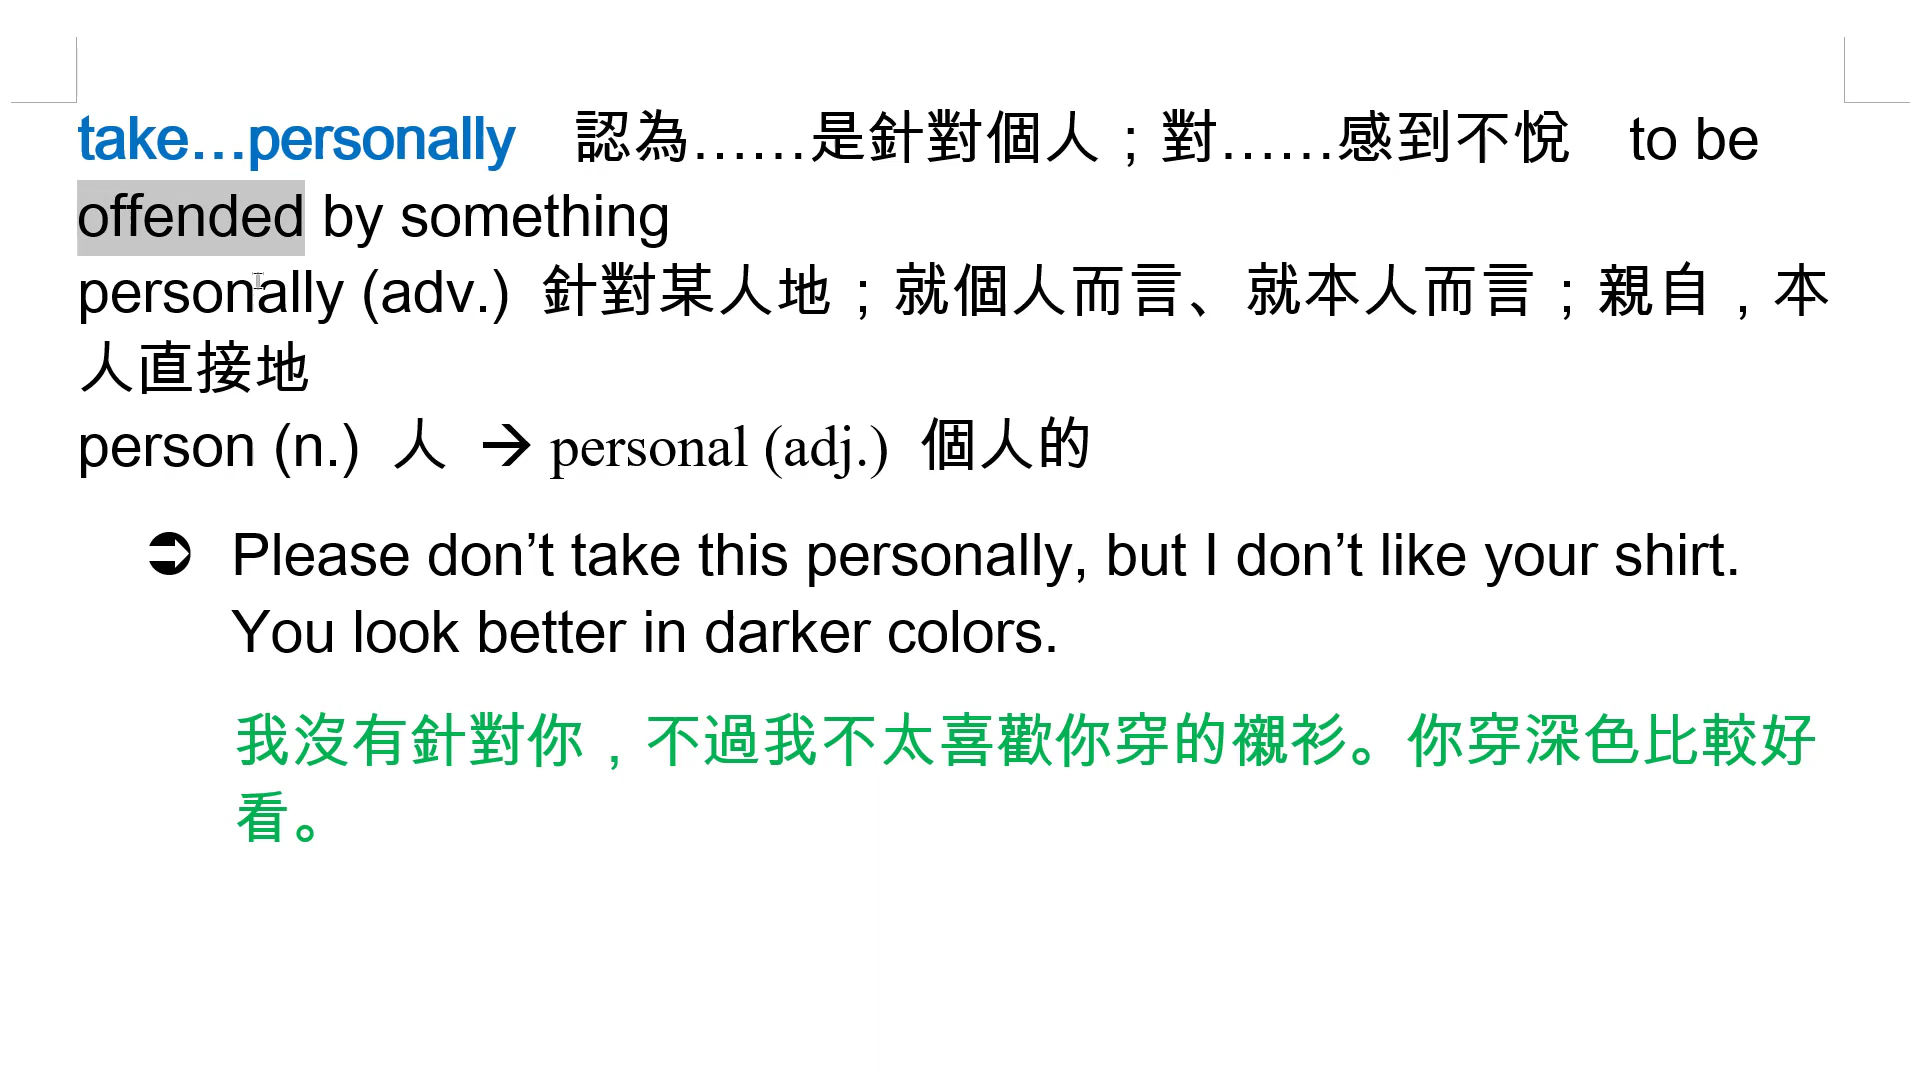 take…personally 認為……是針對個人；對……感到不悅 to be
offended by something
personally (adv.) 針對某人地；就個人而言、就本人而言；親自，本
人直接地
person (n.) 人 → personal (adj.) 個人的
➲ Please don’t take this personally, but I don’t like your shirt.
You look better in darker colors.
我沒有針對你，不過我不太喜歡你穿的襯衫。你穿深色比較好
看。